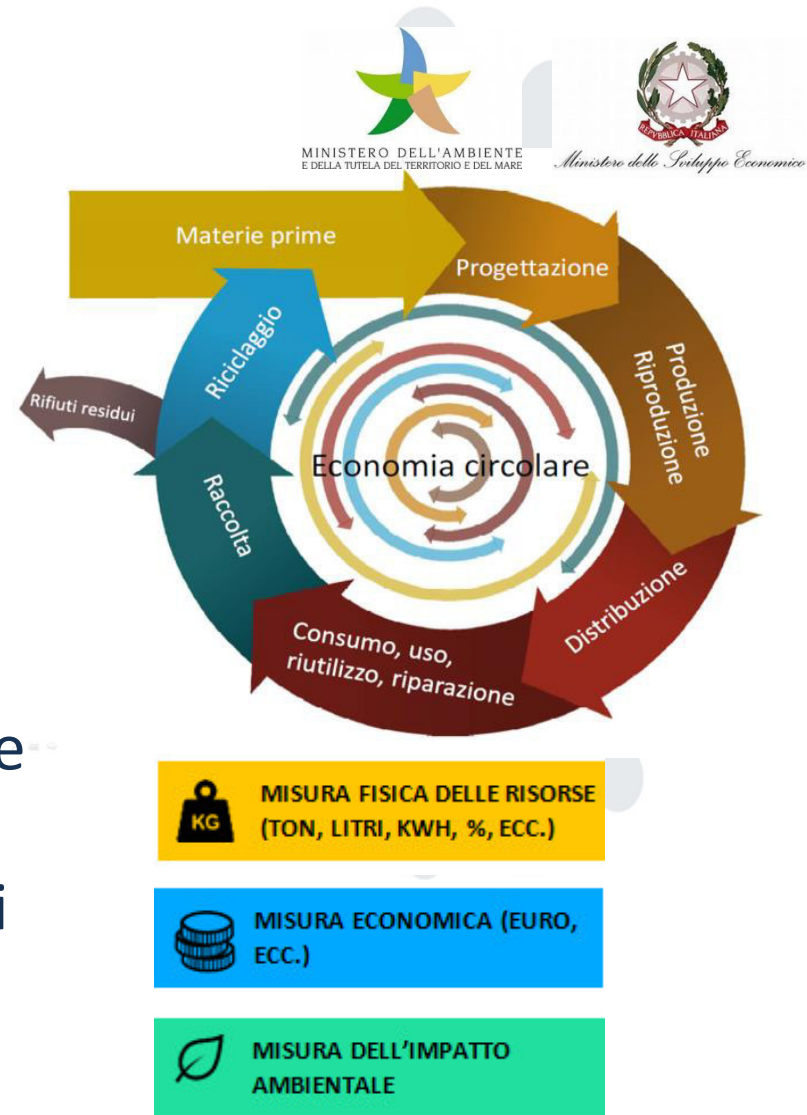 MINISTERO DELL'AMBIENTE
E DELLA TUTELA DEL TERRITORIO E DEL MARE
REPVBBLICA ITALIANA
Ministero dello Sviluppo Economico
Materie prime
Progettazione
Riciclaggio
Produzione
Riproduzione
Rifiuti residui
Economia circolare
Raccolta
Distribuzione
Consumo, uso,
riutilizzo, riparazione
e
KG
MISURA FISICA DELLE RISORSE
(TON, LITRI, KWH, %, ECC.)
i
MISURA ECONOMICA (EURO,
ECC.)
MISURA DELL’IMPATTO
AMBIENTALE